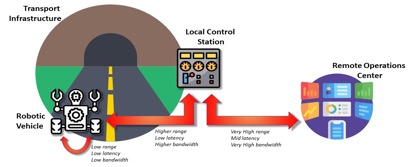 Transport
Infrastructure
Local Control
Station
Remote Operations
Center
Robotic
Vehicle
Higher range
Low latency
Higher bandwidth
Very High range
Mid latency
Very High bandwidth
Low range
Low latency
Low bandwidth